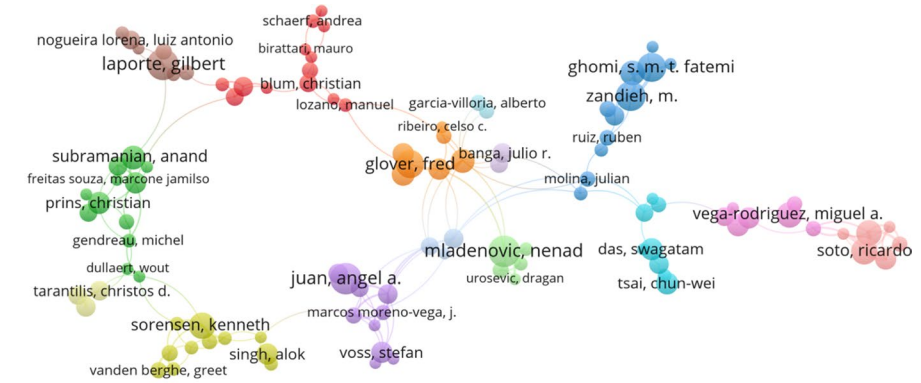 schaerf, andrea
nogueira lorena, luiz antonio
birattari, mauro
laporte, gilbert
ghomi, s. m. t. fatemi
blum, christian
zandieh, m.
lozano, manuel
garcia-villoria, alberto
ribeiro, celso c.
ruiz, ruben
subramanian, anand
glover, fred
banga, julio r.
freitas souza, marcone jamilso
molina, julian
prins, christian
vega-rodriguez, miguel a.
gendreau, michel
mladenovic, nenad
das, swagatam
soto, ricardo
dullaert, wout
juan, angel a.
urosevic, dragan
tsai, chun-wei
tarantilis, christos d.
marcos moreno-vega, j.
sorensen, kenneth
singh, alok
voss, stefan
vanden berghe, greet